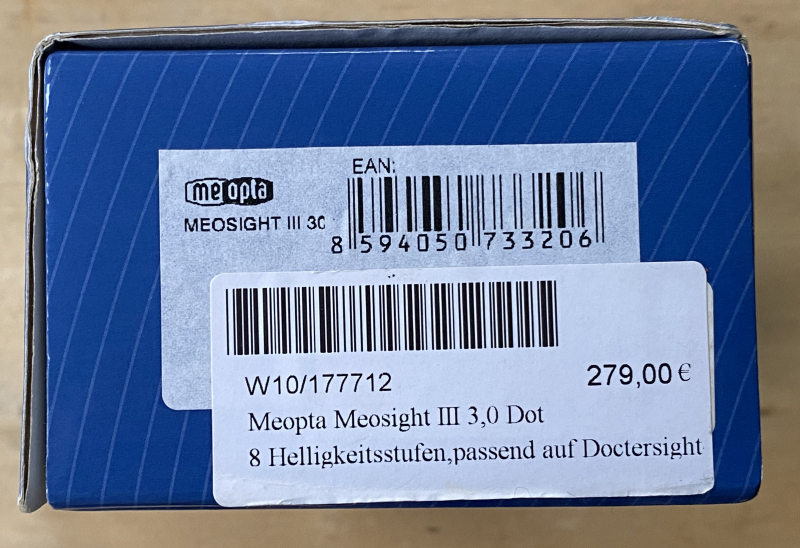 EAN:
meopta
MEOSIGHT III 30
8 594050 733206
W10/177712
279,00€
Meopta Meosight III 3,0 Dot
8 Helligkeitsstufen,passend auf Doctersight